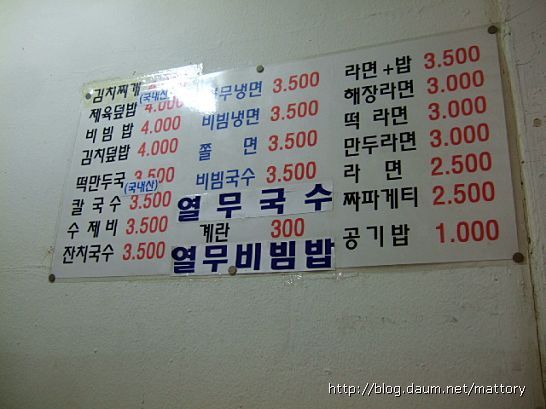 김치찌개
(국내산)
제육덮밥 4.000
비빔밥 4.000
김치덮밥 4.000
떡만두국 3.500
(국내산)
칼국수 3.500
수제비 3.500
잔치국수 3.500
열무냉면 3.500
비빔냉면 3.500
쫄면 3.500
비빔국수 3.500
열무국수
계란 300
열무비빔밥
라면+밥 3.500
해장라면 3.000
떡 라면 3.000
만두라면 3.000
라면 2.500
짜파게티 2.500
공기밥 1.000
http://blog.daum.net/mattory